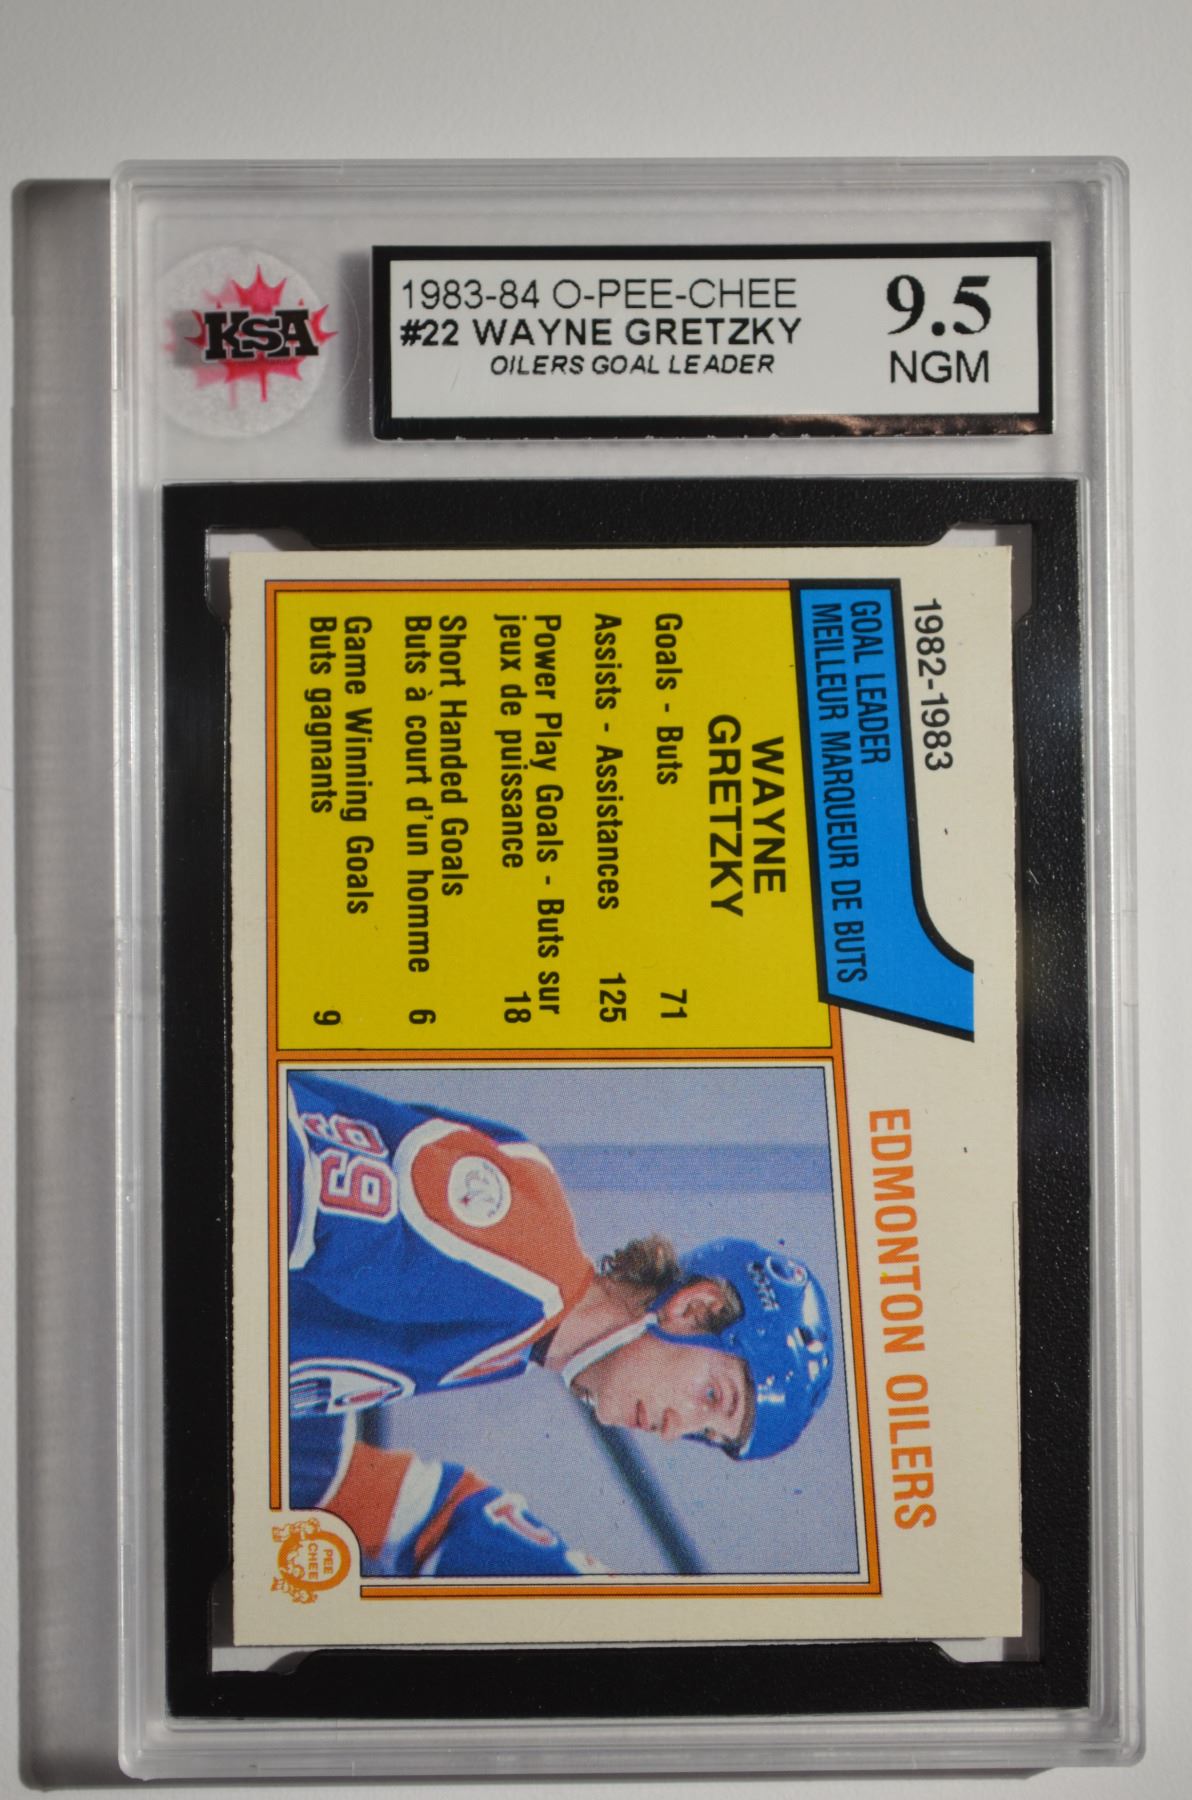 KSA
1983-84 O-PEE-CHEE
#22 WAYNE GRETZKY
OILERS GOAL LEADER
9.5
NGM
1982-1983
GOAL LEADER
MEILLEUR MARQUEUR DE BUTS
EDMONTON OILERS
WAYNE
GRETZKY
Goals - Buts 71
Assists - Assistances 125
Power Play Goals - Buts sur
jeux de puissance 18
Short Handed Goals
Buts à court d'un homme 6
Game Winning Goals
Buts gagnants 9
99
PEE
CHEE